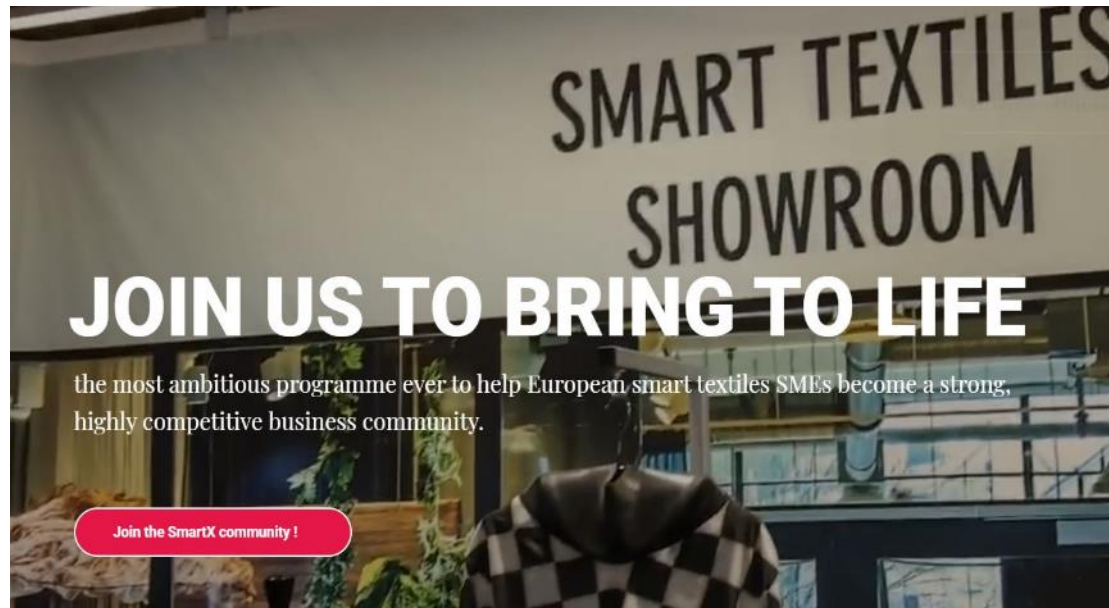 SMART TEXTILES
SHOWROOM
JOIN US TO BRING TO LIFE
the most ambitious programme ever to help European smart textiles SMEs become a strong,
highly competitive business community.
Join the SmartX community !